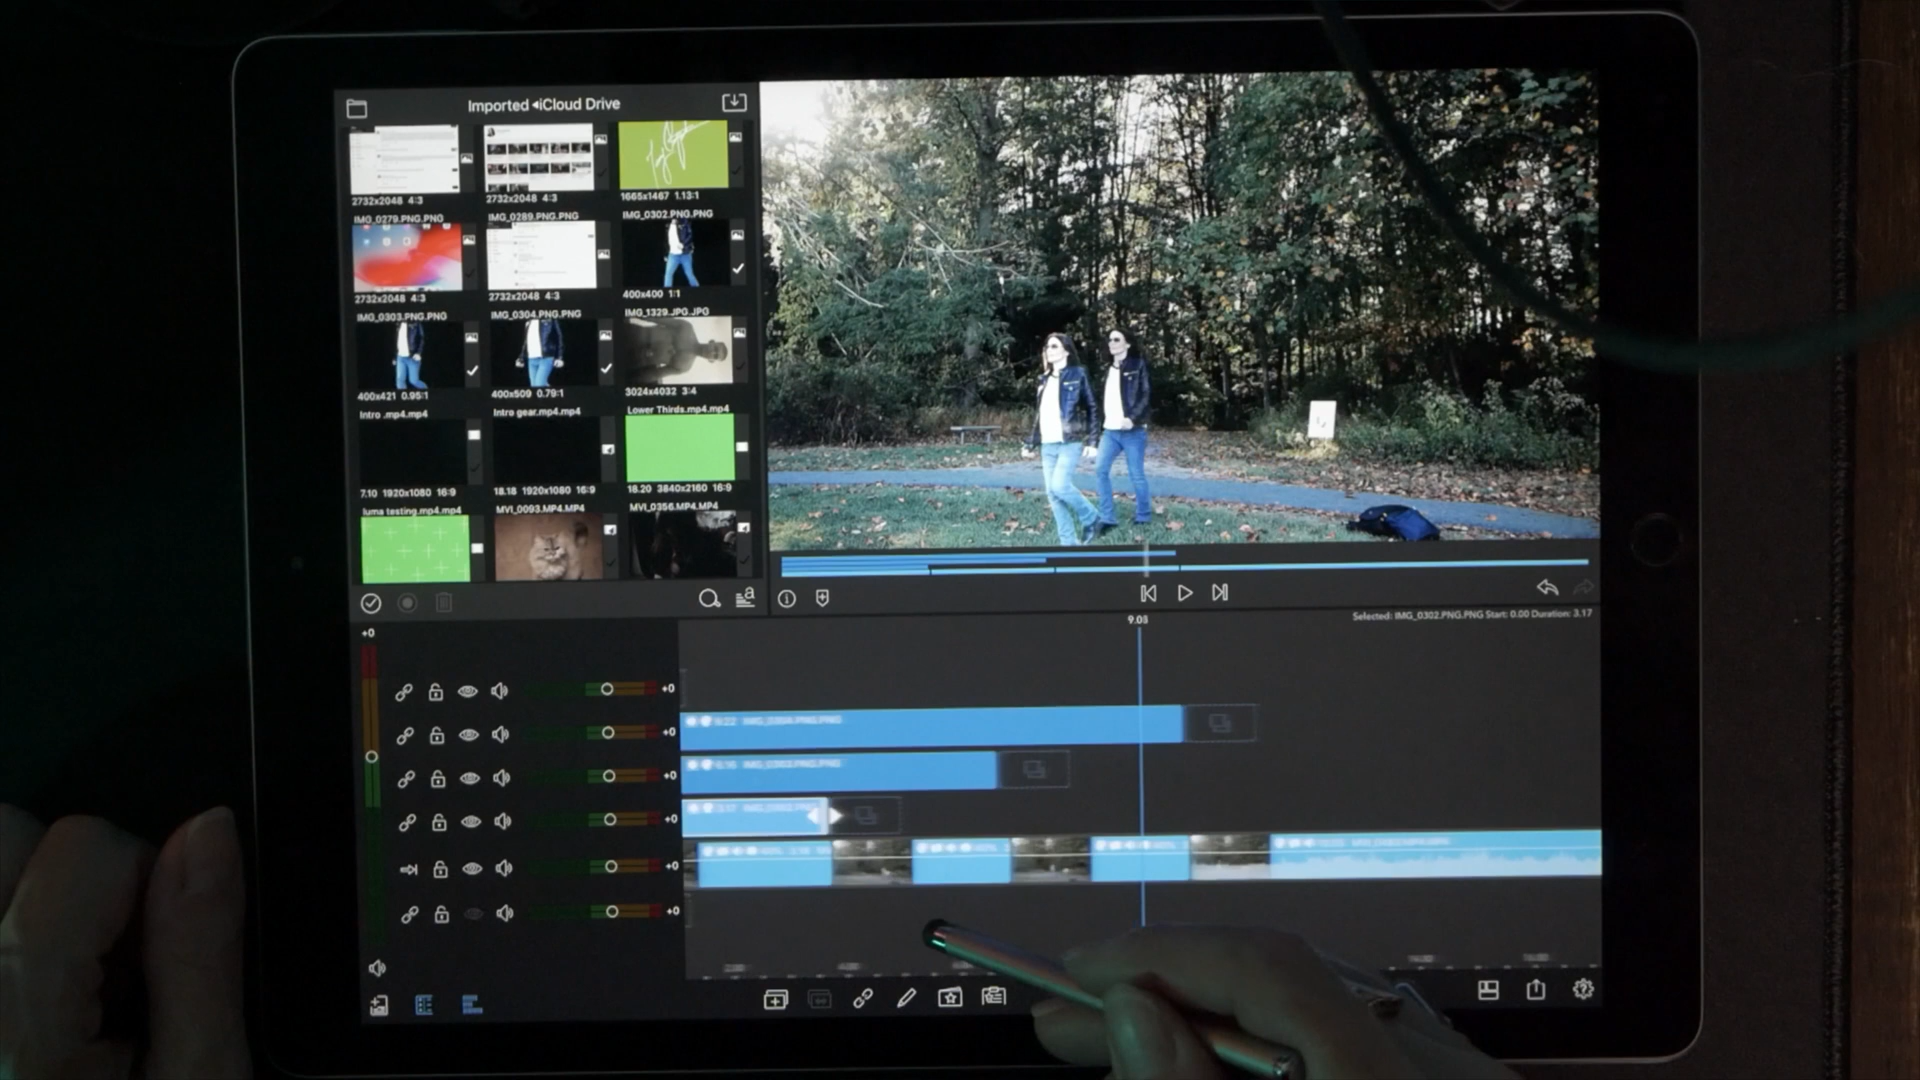 Imported ◂iCloud Drive
2732x2048 4:3
2732x2048 4:3
1665x1467 1.13:1
IMG_0279.PNG.PNG
IMG_0289.PNG.PNG
IMG_0302.PNG.PNG
2732x2048 4:3
2732x2048 4:3
400x400 1:1
IMG_0303.PNG.PNG
IMG_0304.PNG.PNG
IMG_1329.JPG.JPG
400x421 0.95:1
400x509 0.79:1
3024x4032 3:4
Intro .mp4.mp4
Intro gear.mp4.mp4
Lower Thirds.mp4.mp4
7.10 1920x1080 16:9
18.18 1920x1080 16:9
18.20 3840x2160 16:9
luma testing.mp4.mp4
MVI_0093.MP4.MP4
MVI_0356.MP4.MP4
Selected: IMG_0302.PNG.PNG Start: 0.00 Duration: 3.17
9.03
+0
+0
+0
+0
+0
+0
+0